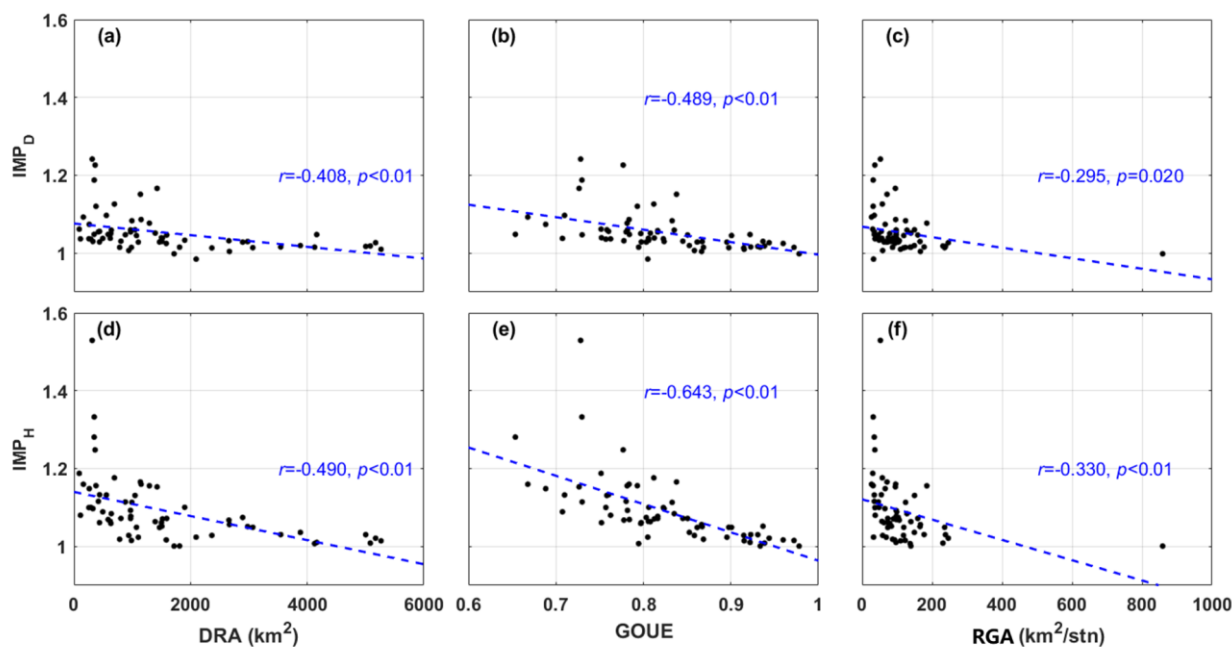 (a) (b) (c)
r=-0.408, p<0.01
r=-0.489, p<0.01
r=-0.295, p=0.020
IMP_D
1.6
1.4
1.2
1
(d) (e) (f)
r=-0.490, p<0.01
r=-0.643, p<0.01
r=-0.330, p<0.01
IMP_H
1.6
1.4
1.2
1
0 2000 4000 6000
0.6 0.7 0.8 0.9 1
0 200 400 600 800 1000
DRA (km²)
GOUE
RGA (km²/stn)